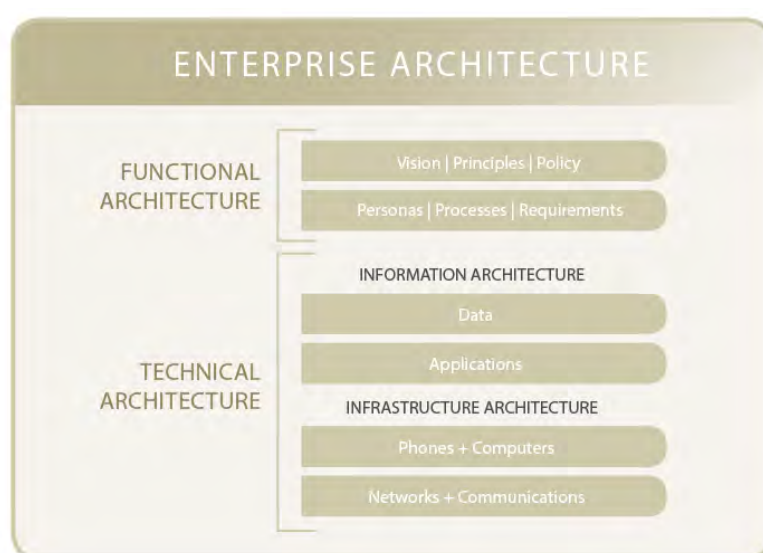 ENTERPRISE ARCHITECTURE
FUNCTIONAL
ARCHITECTURE
Vision | Principles | Policy
Personas | Processes | Requirements
TECHNICAL
ARCHITECTURE
INFORMATION ARCHITECTURE
Data
Applications
INFRASTRUCTURE ARCHITECTURE
Phones + Computers
Networks + Communications